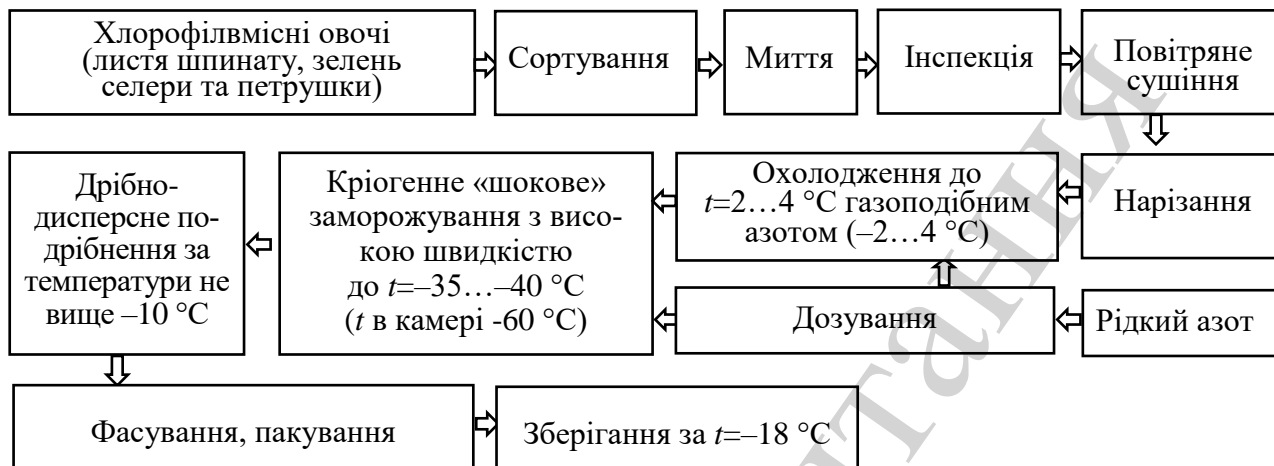 Хлорофілвмісні овочі
(листя шпинату, зелень
селери та петрушки)
Сортування
Миття
Інспекція
Повітряне
сушіння
Нарізання
Охолодження до
t=2…4 °С газоподібним
азотом (–2…4 °С)
Рідкий азот
Дозування
Кріогенне «шокове»
заморожування з висо-
кою швидкістю
до t=–35…–40 °С
(t в камері -60 °С)
Дрібно-
дисперсне по-
дрібнення за
температури не
вище –10 °С
Фасування, пакування
Зберігання за t=–18 °С